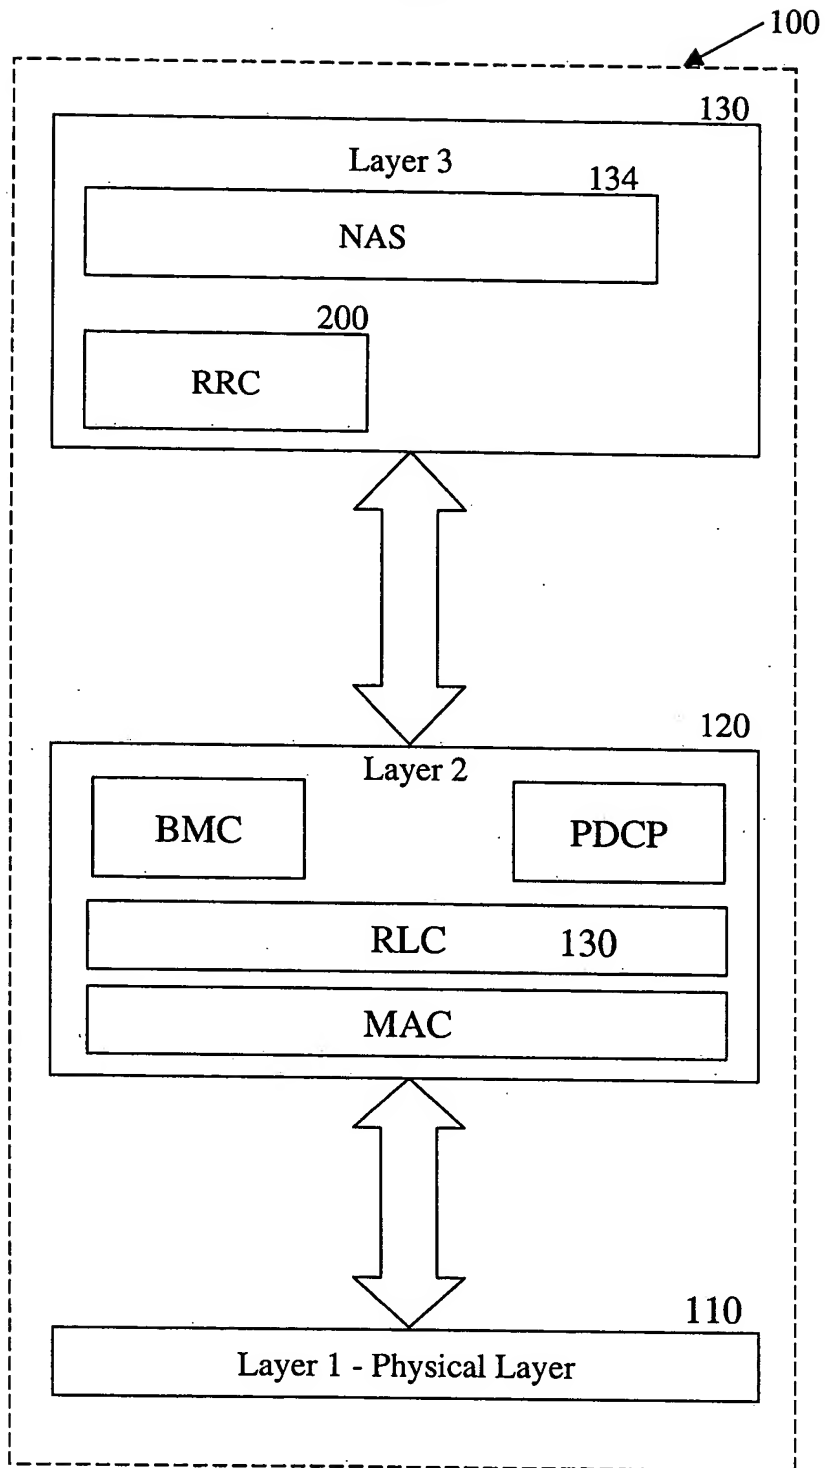 100
130
Layer 3
134
NAS
200
RRC
120
Layer 2
BMC
PDCP
RLC 130
MAC
110
Layer 1 - Physical Layer